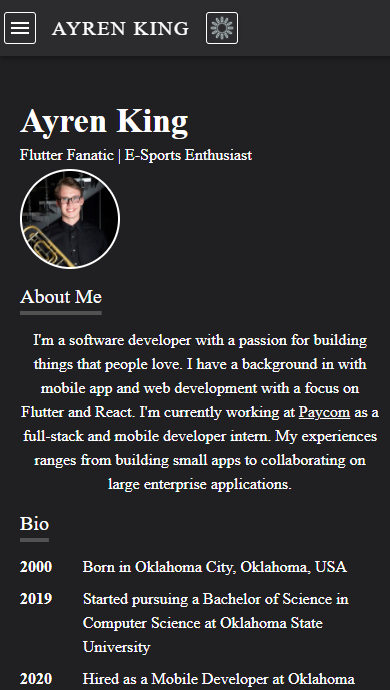 AYREN KING
Ayren King
Flutter Fanatic | E-Sports Enthusiast
About Me
I'm a software developer with a passion for building
things that people love. I have a background in with
mobile app and web development with a focus on
Flutter and React. I'm currently working at Paycom as a
full-stack and mobile developer intern. My experiences
ranges from building small apps to collaborating on
large enterprise applications.
Bio
2000 Born in Oklahoma City, Oklahoma, USA
2019 Started pursuing a Bachelor of Science in
Computer Science at Oklahoma State
University
2020 Hired as a Mobile Developer at Oklahoma